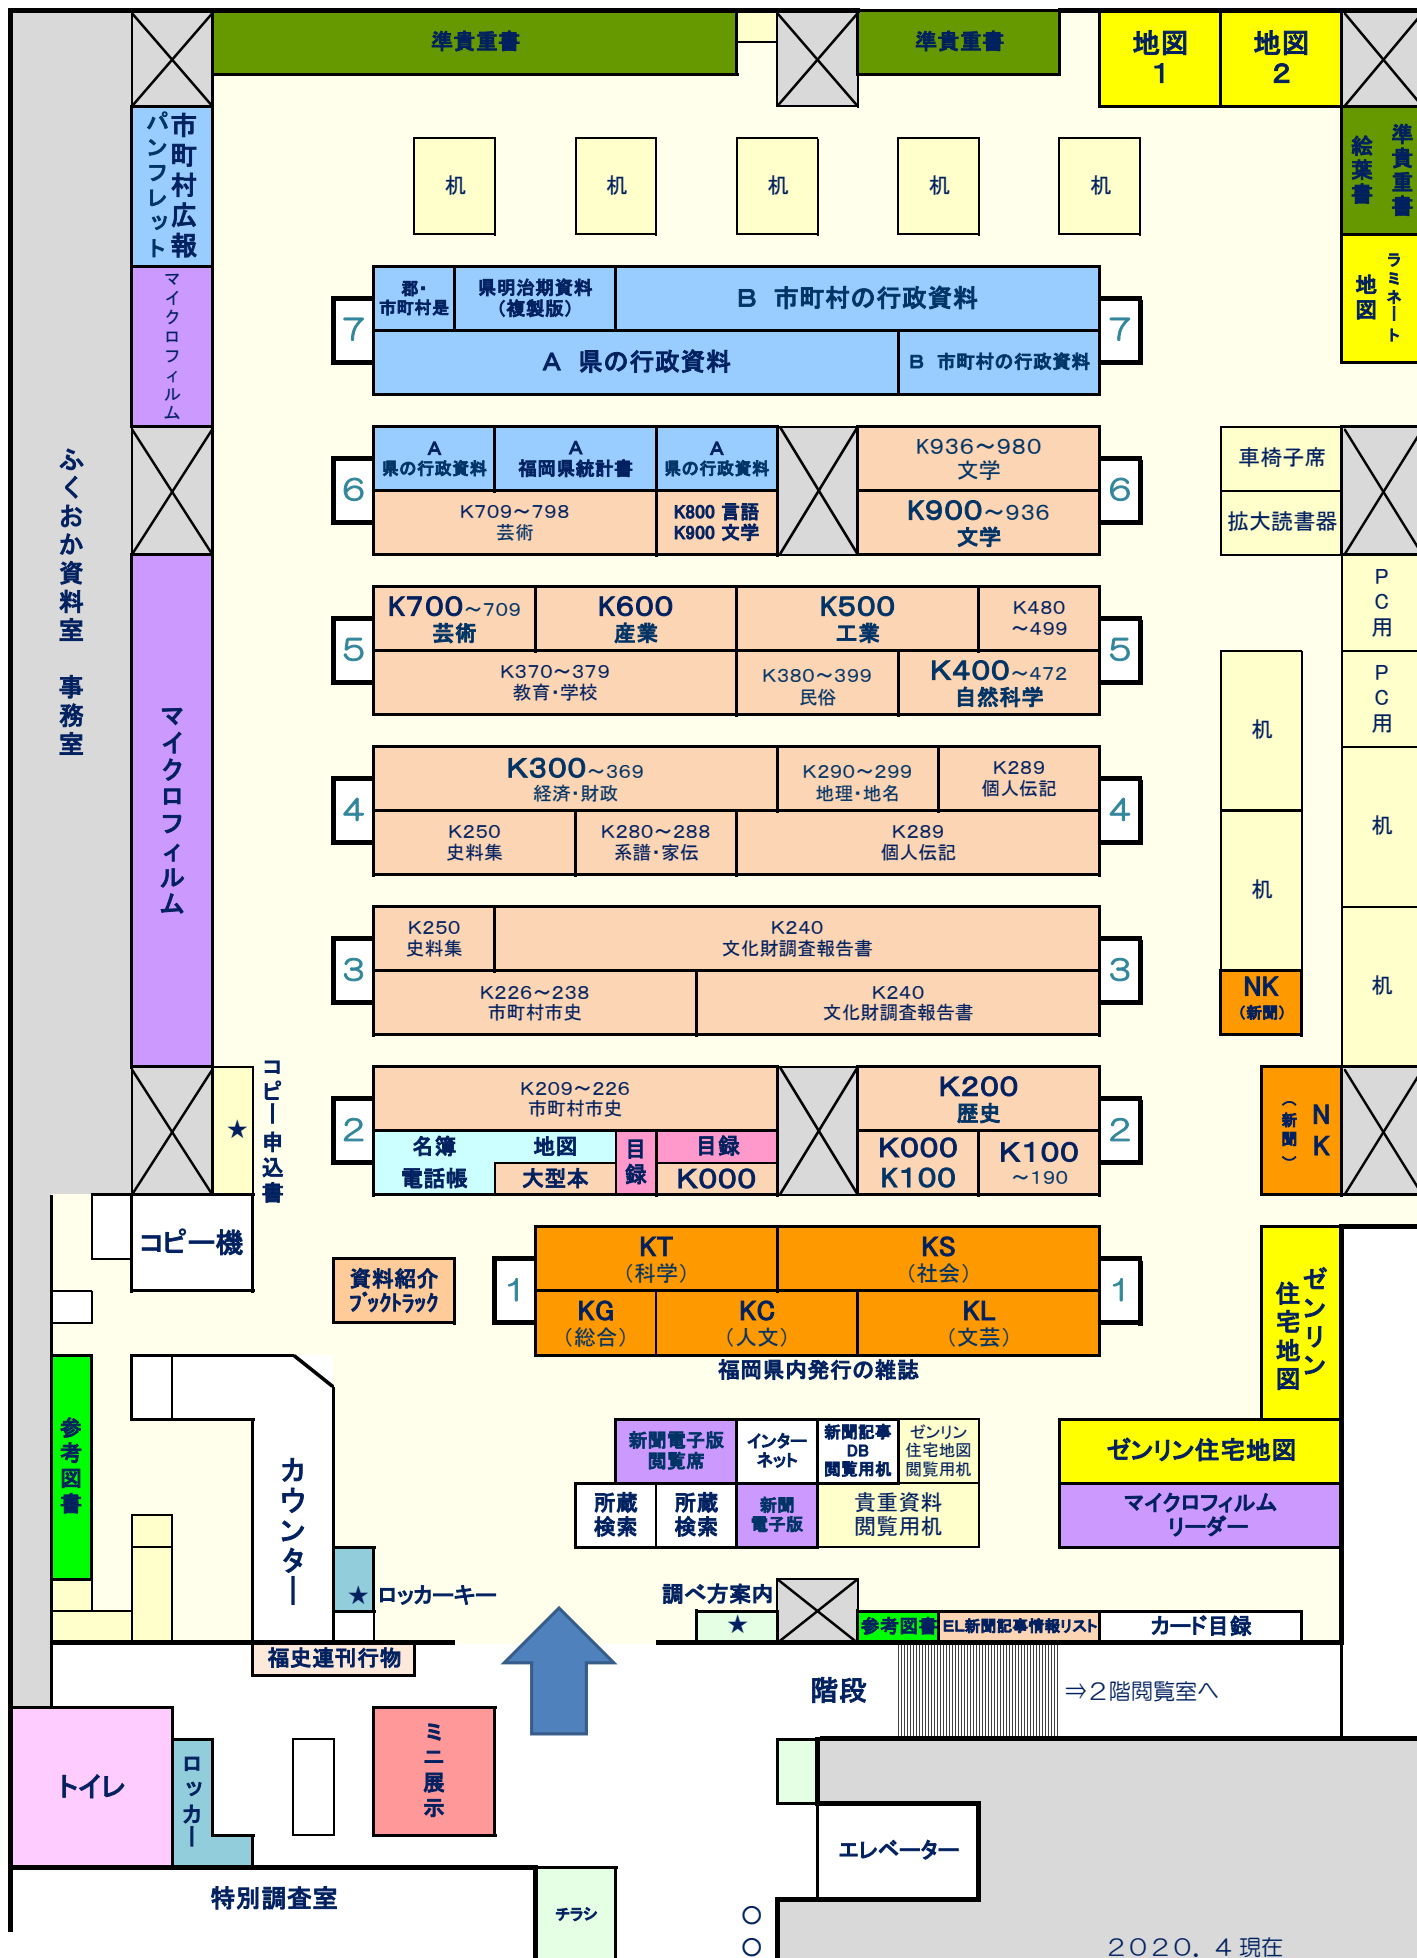 準貴重書
準貴重書
地図
1
地図
2
市町村広報
パンフレット
机
机
机
机
机
準貴重書
絵葉書
ラミネート
地図
マイクロフィルム
7
郡・
市町村是
県明治期資料
（複製版）
B 市町村の行政資料
A 県の行政資料
B 市町村の行政資料
7
ふくおか資料室 事務室
6
A
県の行政資料
A
福岡県統計書
A
県の行政資料
K709～798
芸術
K800 言語
K900 文学
K936～980
文学
K900～936
文学
6
車椅子席
拡大読書器
マイクロフィルム
5
K700～709
芸術
K600
産業
K500
工業
K480
～499
K370～379
教育・学校
K380～399
民俗
K400～472
自然科学
5
PC用
PC用
机
机
机
机
4
K300～369
経済・財政
K290～299
地理・地名
K289
個人伝記
K250
史料集
K280～288
系譜・家伝
K289
個人伝記
4
3
K250
史料集
K240
文化財調査報告書
K226～238
市町村市史
K240
文化財調査報告書
3
NK
（新聞）
★
コピー申込書
2
K209～226
市町村市史
名簿
電話帳
地図
大型本
目録
目録
K000
K200
歴史
K000
K100
K100
～190
2
NK
（新聞）
コピー機
資料紹介
ブックトラック
1
KT
（科学）
KS
（社会）
KG
（総合）
KC
（人文）
KL
（文芸）
1
福岡県内発行の雑誌
ゼンリン
住宅地図
参考図書
カウンター
新聞電子版
閲覧席
インター
ネット
新聞記事
DB
閲覧用机
ゼンリン
住宅地図
閲覧用机
所蔵
検索
所蔵
検索
新聞
電子版
貴重資料
閲覧用机
ゼンリン住宅地図
マイクロフィルム
リーダー
★ ロッカーキー
調べ方案内
★
参考図書
EL新聞記事情報リスト
カード目録
福史連刊行物
階段
⇒2階閲覧室へ
トイレ
ロッカー
ミニ展示
エレベーター
特別調査室
チラシ
○
○
2020．4現在